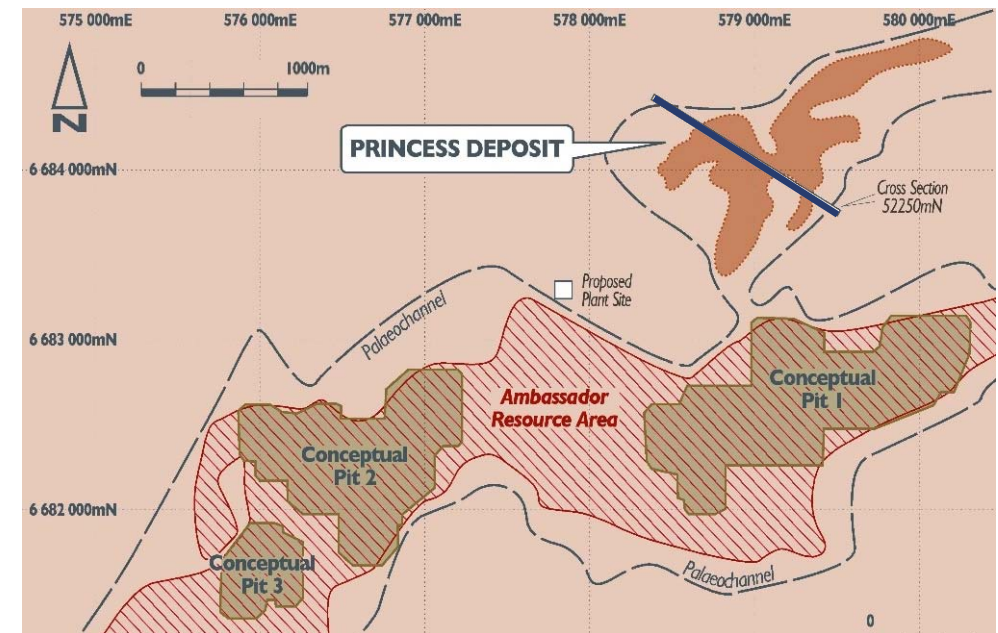 575 000mE
576 000mE
577 000mE
578 000mE
579 000mE
580 000mE
0
1000m
N
PRINCESS DEPOSIT
6 684 000mN
Cross Section
52250mN
Proposed
Plant Site
Palaeochannel
6 683 000mN
Ambassador
Resource Area
Conceptual
Pit 1
Conceptual
Pit 2
6 682 000mN
Conceptual
Pit 3
Palaeochannel
0